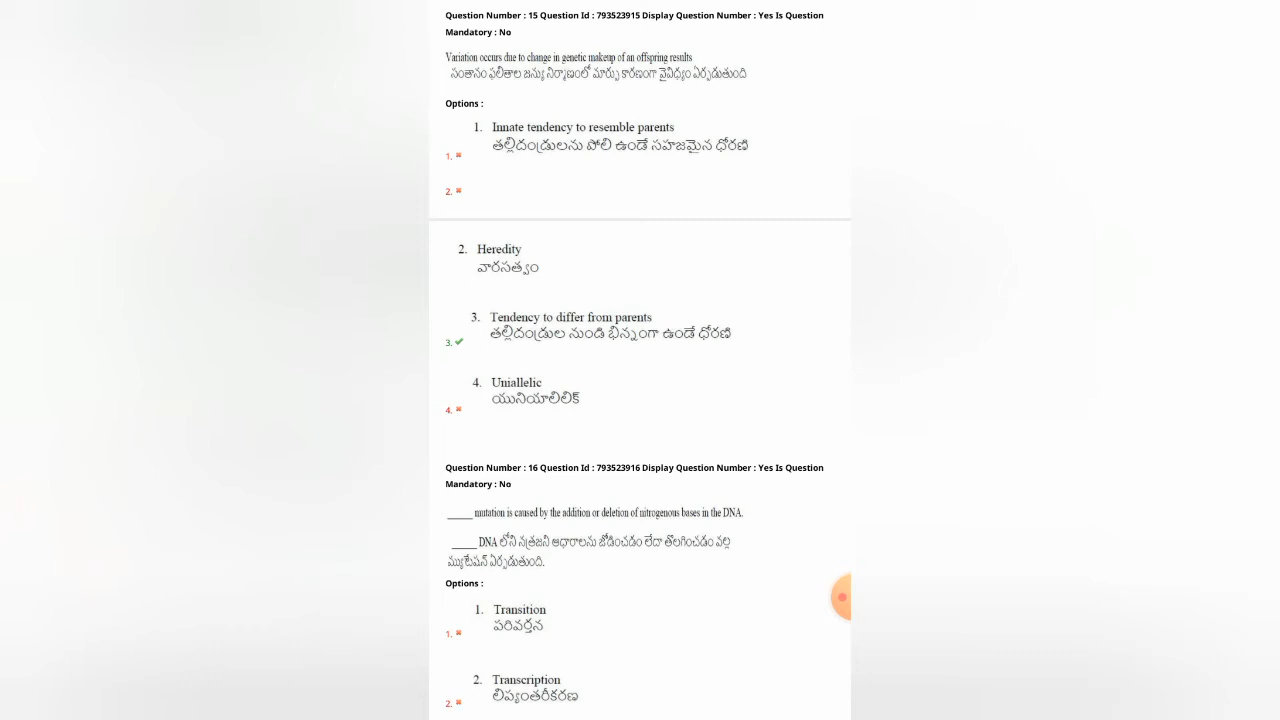 Question Number : 15 Question Id : 793523915 Display Question Number : Yes Is Question
Mandatory : No
Variation occurs due to change in genetic makeup of an offspring results
సంతానం ఫలితాల జన్యు నిర్మాణంలో మార్పు కారణంగా వైవిధ్యం ఏర్పడుతుంది
Options :
1. Innate tendency to resemble parents
తల్లిదండ్రులను పోలి ఉండే సహజమైన ధోరణి
1.
2.
2. Heredity
వారసత్వం
3. Tendency to differ from parents
తల్లిదండ్రుల నుండి భిన్నంగా ఉండే ధోరణి
3.
4. Uniallelic
యునియాలిలిక్
4.
Question Number : 16 Question Id : 793523916 Display Question Number : Yes Is Question
Mandatory : No
_____ mutation is caused by the addition or deletion of nitrogenous bases in the DNA.
_____ DNA లోని నత్రజని ఆధారాలను జోడించడం లేదా తొలగించడం వల్ల
మ్యుటేషన్ ఏర్పడుతుంది.
Options :
1. Transition
పరివర్తన
1.
2. Transcription
లిప్యంతరీకరణ
2.